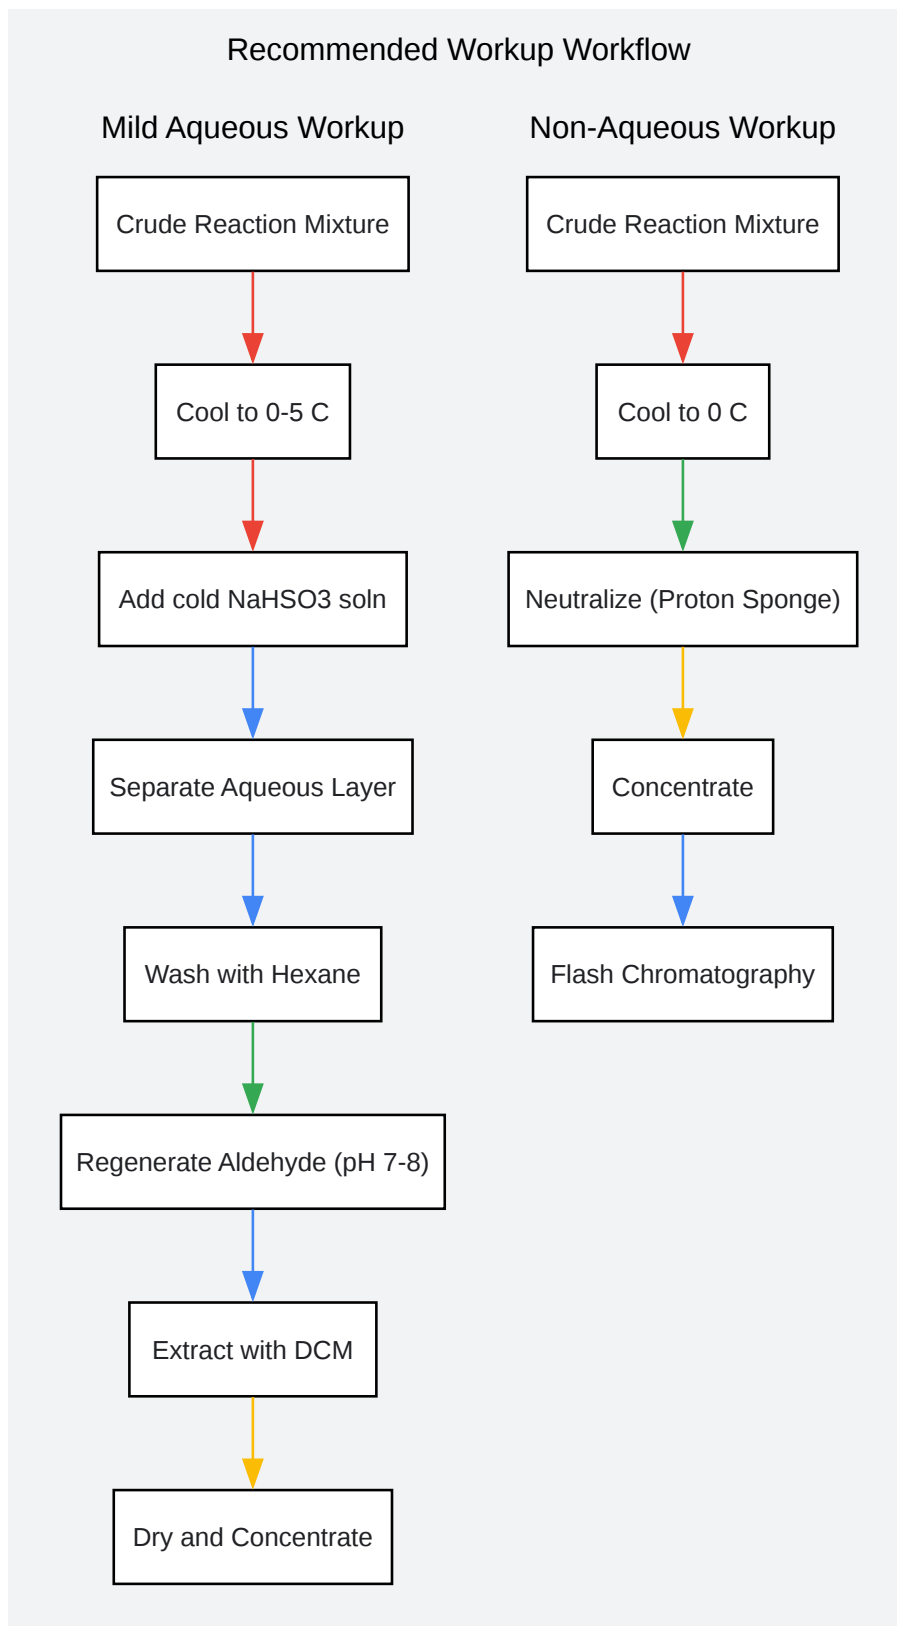 Recommended Workup Workflow
Mild Aqueous Workup
Crude Reaction Mixture
Cool to 0-5 C
Add cold NaHSO3 soln
Separate Aqueous Layer
Wash with Hexane
Regenerate Aldehyde (pH 7-8)
Extract with DCM
Dry and Concentrate
Non-Aqueous Workup
Crude Reaction Mixture
Cool to 0 C
Neutralize (Proton Sponge)
Concentrate
Flash Chromatography